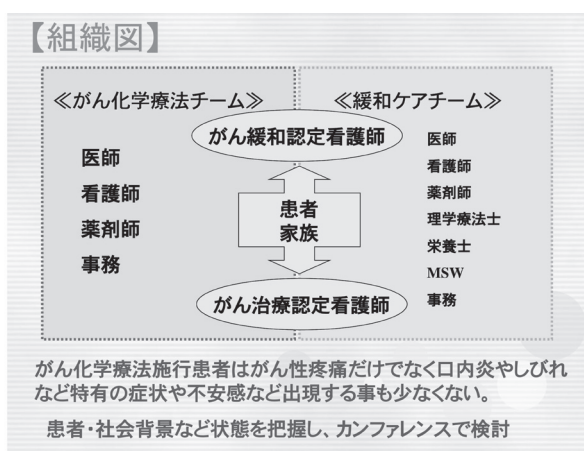 【組織図】
≪がん化学療法チーム≫
医師
看護師
薬剤師
事務
がん緩和認定看護師
患者
家族
がん治療認定看護師
≪緩和ケアチーム≫
医師
看護師
薬剤師
理学療法士
栄養士
MSW
事務
がん化学療法施行患者はがん性疼痛だけでなく口内炎やしびれ
など特有の症状や不安感など出現する事も少なくない。
患者・社会背景など状態を把握し、カンファレンスで検討